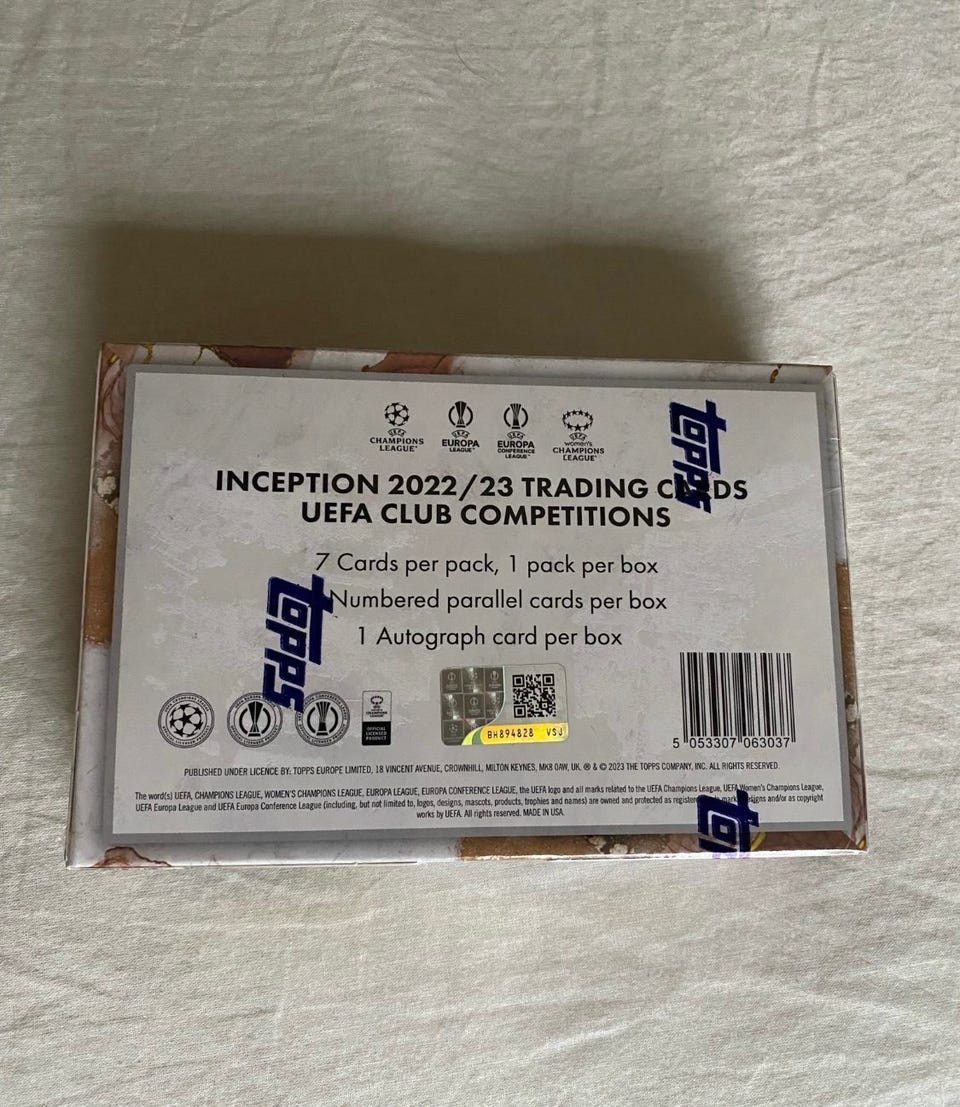 UEFA CHAMPIONS LEAGUE
UEFA EUROPA LEAGUE
UEFA EUROPA CONFERENCE LEAGUE
UEFA Women's CHAMPIONS LEAGUE
INCEPTION 2022/23 TRADING CARDS
UEFA CLUB COMPETITIONS
7 Cards per pack, 1 pack per box
Numbered parallel cards per box
1 Autograph card per box
topps
topps
BH894828 VSJ
OFFICIAL LICENSED PRODUCT
5 053307 063037
PUBLISHED UNDER LICENCE BY: TOPPS EUROPE LIMITED, 18 VINCENT AVENUE, CROWNHILL, MILTON KEYNES, MK8 0AW, UK. ® & © 2023 THE TOPPS COMPANY, INC. ALL RIGHTS RESERVED.
The word(s) UEFA, CHAMPIONS LEAGUE, WOMEN'S CHAMPIONS LEAGUE, EUROPA LEAGUE, EUROPA CONFERENCE LEAGUE, the UEFA logo and all marks related to the UEFA Champions League, UEFA Women's Champions League,
UEFA Europa League and UEFA Europa Conference League (including, but not limited to, logos, designs, mascots, products, trophies and names) are owned and protected as and/or as copyright
works by UEFA. All rights reserved. MADE IN USA.